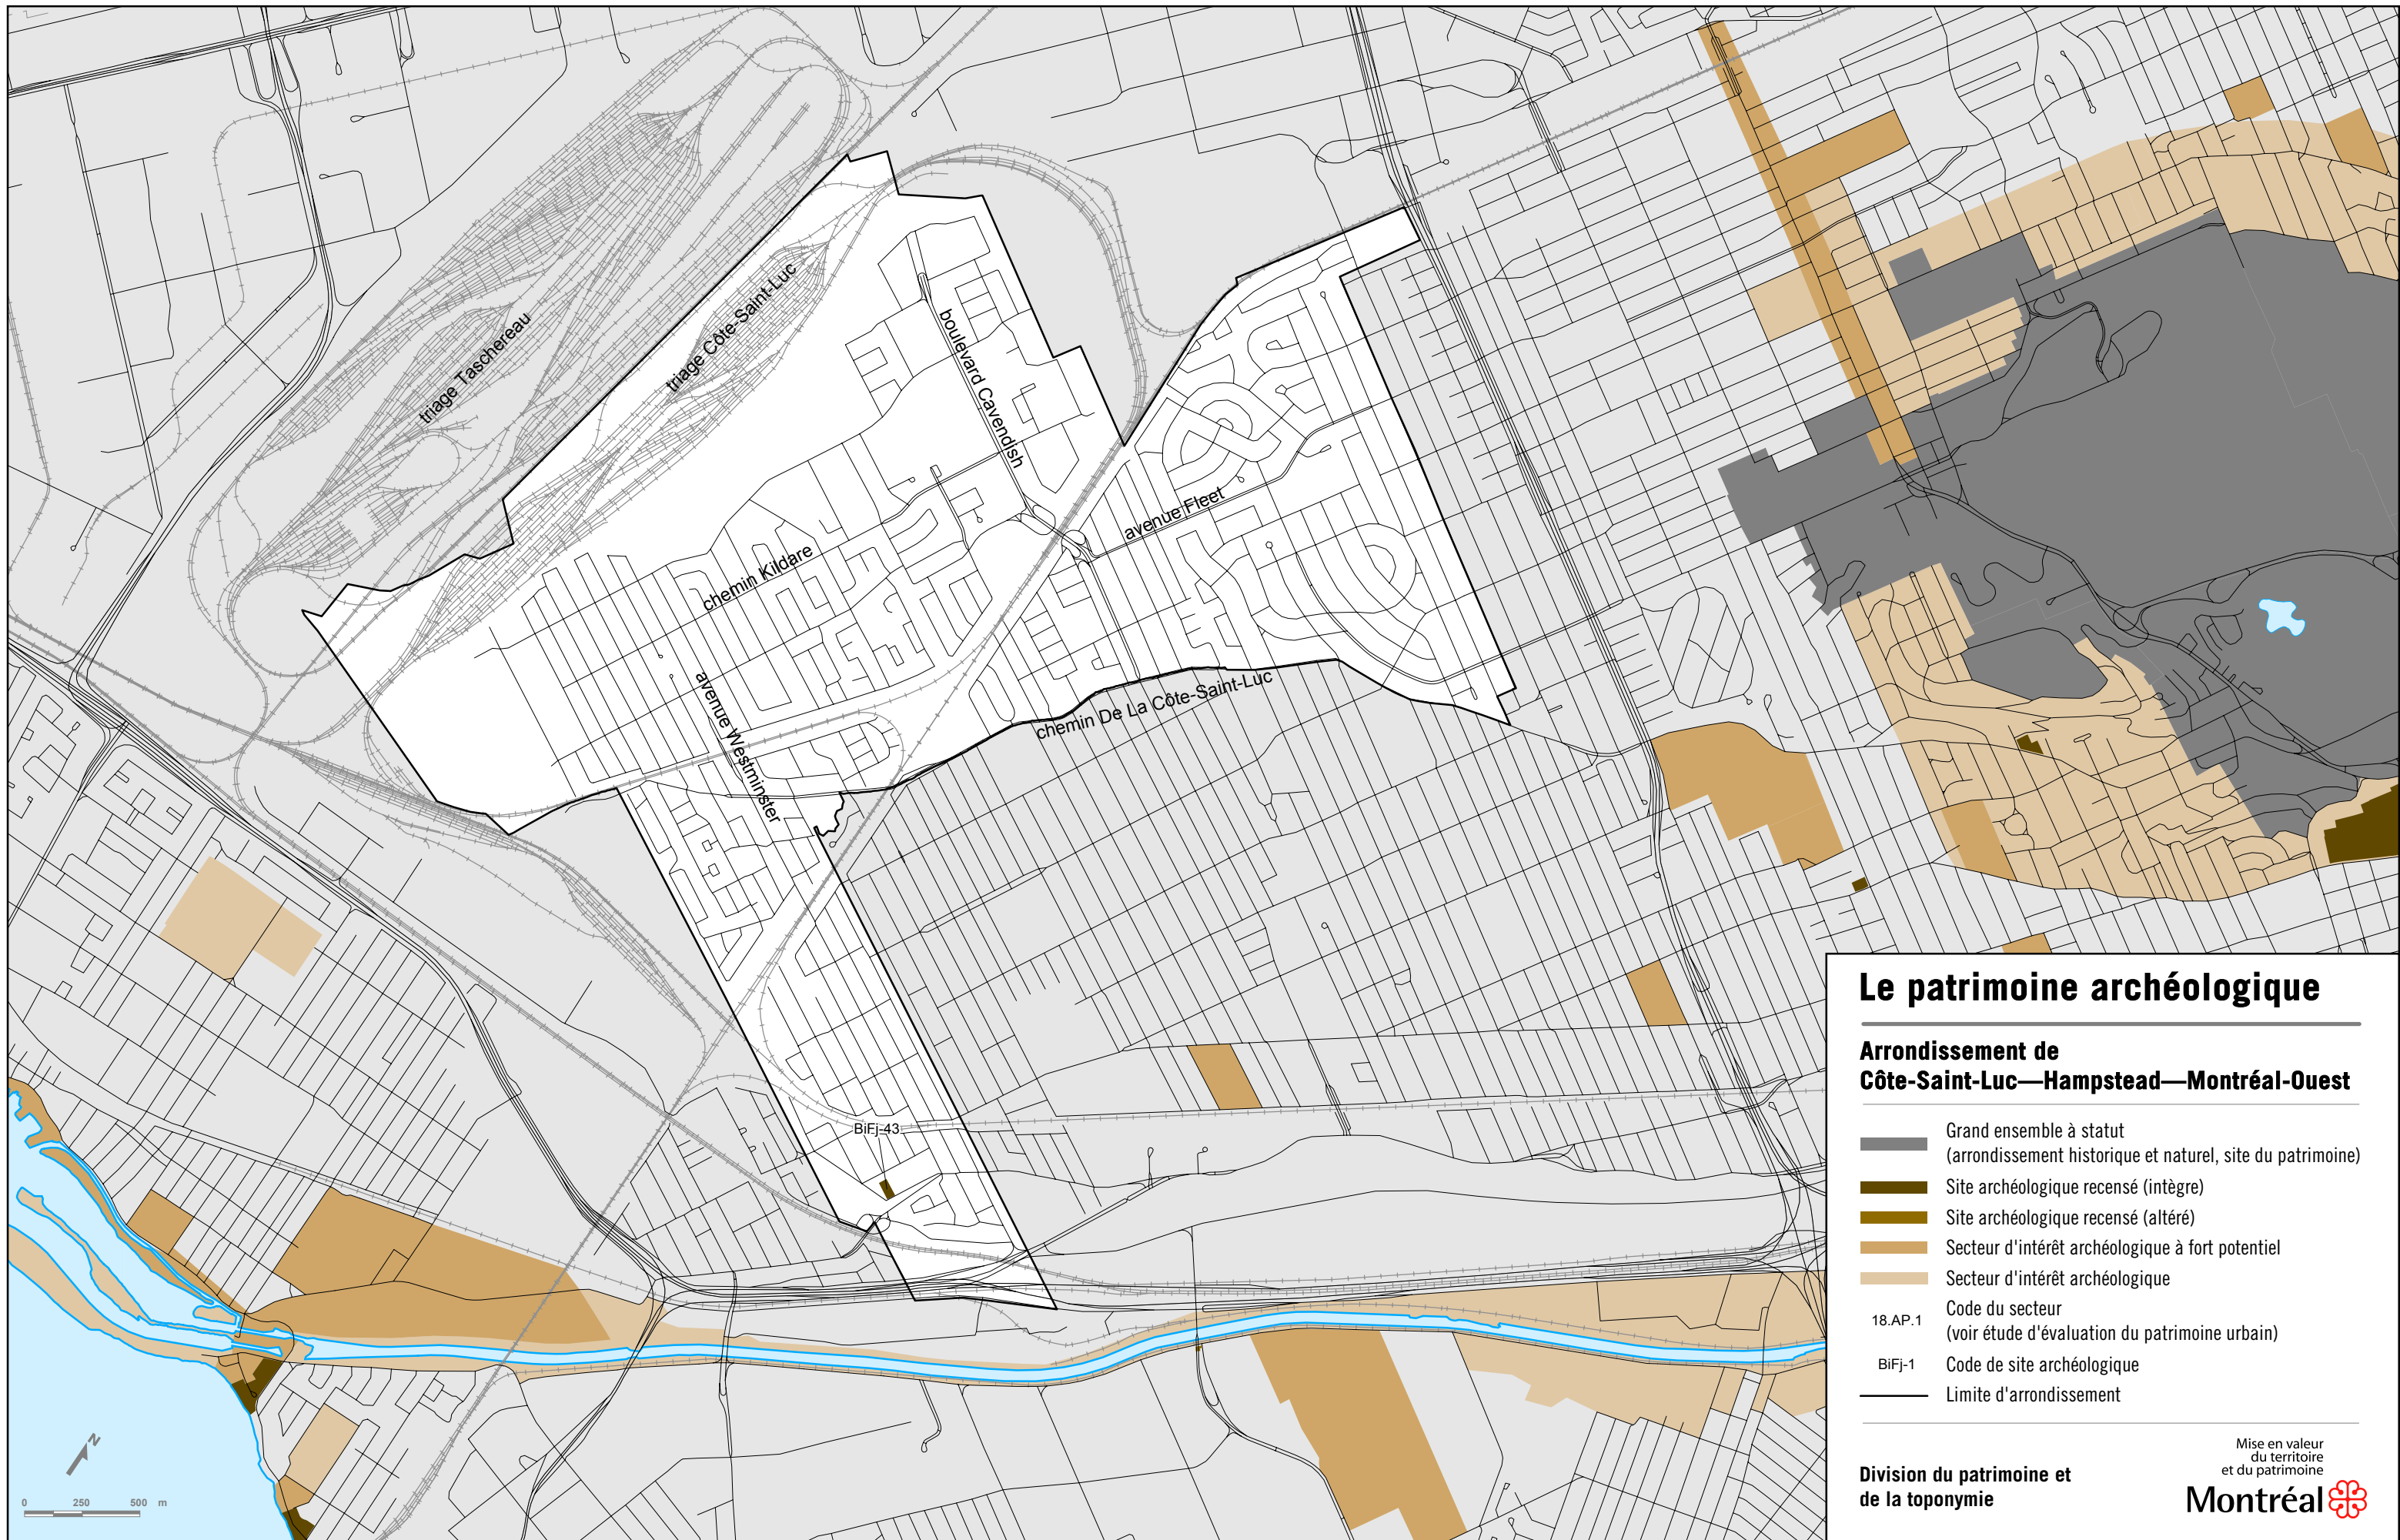 triage Taschereau
triage Côte-Saint-Luc
boulevard Cavendish
avenue Fleet
chemin Kildare
avenue Westminster
chemin De La Côte-Saint-Luc
BiFj-43
N
0 250 500 m
Le patrimoine archéologique
Arrondissement de
Côte-Saint-Luc—Hampstead—Montréal-Ouest
Grand ensemble à statut
(arrondissement historique et naturel, site du patrimoine)
Site archéologique recensé (intègre)
Site archéologique recensé (altéré)
Secteur d'intérêt archéologique à fort potentiel
Secteur d'intérêt archéologique
18.AP.1 Code du secteur
(voir étude d'évaluation du patrimoine urbain)
BiFj-1 Code de site archéologique
Limite d'arrondissement
Division du patrimoine et
de la toponymie
Mise en valeur
du territoire
et du patrimoine
Montréal